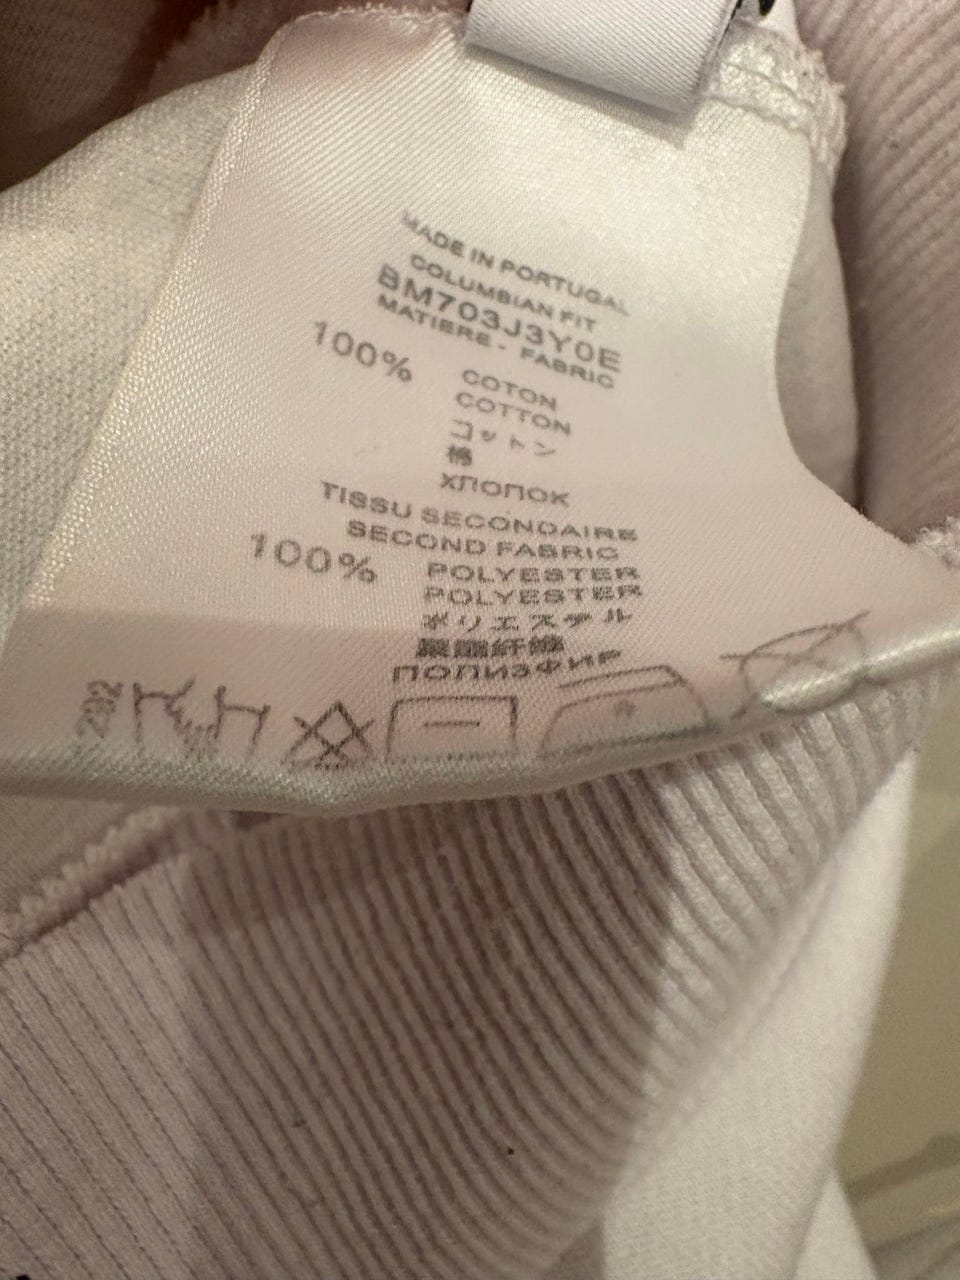 MADE IN PORTUGAL
COLUMBIAN FIT
BM703J3Y0E
MATIERE - FABRIC
100%
COTON
COTTON
コットン
棉
ХЛОПОК
TISSU SECONDAIRE
SECOND FABRIC
100%
POLYESTER
POLYESTER
ポリエステル
聚酯纤维
ПОЛИЭФИР
292